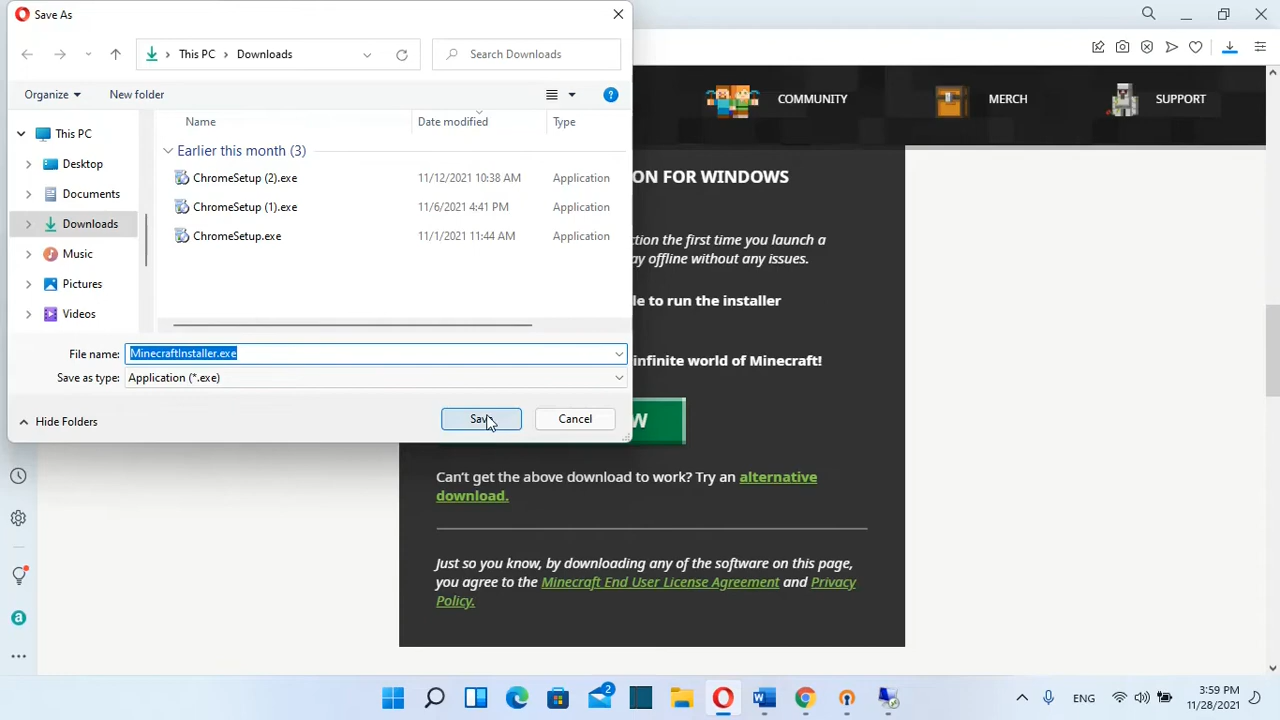 Save As
This PC
Downloads
Search Downloads
Organize
New folder
?
Name
Date modified
Type
This PC
Desktop
Documents
Downloads
Music
Pictures
Videos
Earlier this month (3)
ChromeSetup (2).exe 11/12/2021 10:38 AM Application
ChromeSetup (1).exe 11/6/2021 4:41 PM Application
ChromeSetup.exe 11/1/2021 11:44 AM Application
File name: MinecraftInstaller.exe
Save as type: Application (*.exe)
Hide Folders
Save
Cancel
COMMUNITY
MERCH
SUPPORT
ON FOR WINDOWS
ction the first time you launch a
ay offline without any issues.
le to run the installer
infinite world of Minecraft!
W
Can't get the above download to work? Try an alternative
download.
Just so you know, by downloading any of the software on this page,
you agree to the Minecraft End User License Agreement and Privacy
Policy.
a
2
ENG
3:59 PM
11/28/2021